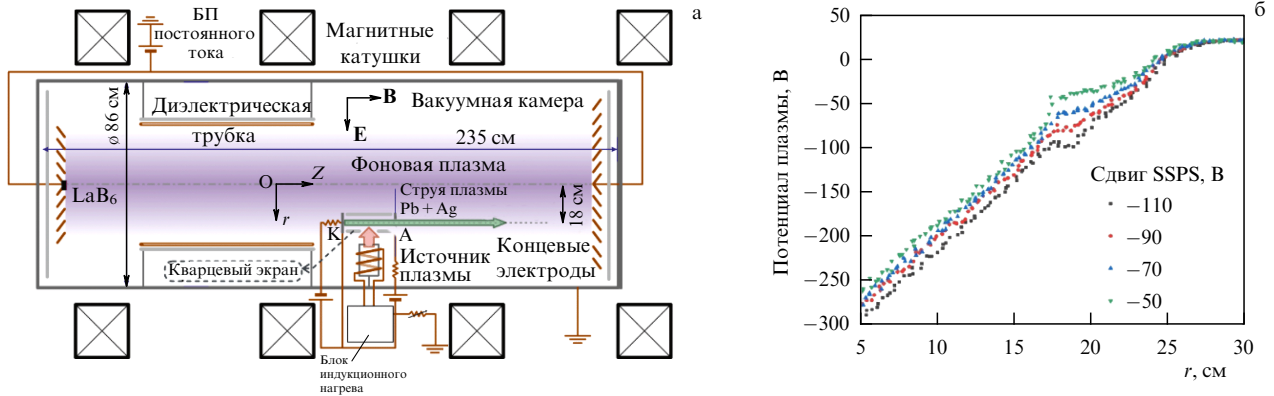 а
БП
постоянного
тока
Магнитные
катушки
Диэлектрическая
трубка
B
E
Вакуумная камера
ø 86 см
235 см
Фоновая плазма
O
Z
r
LaB6
Струя плазмы
Pb + Ag
18 см
K
A
Концевые
электроды
Источник
плазмы
Кварцевый экран
Блок
индукционного
нагрева
б
Потенциал плазмы, В
50
0
−50
−100
−150
−200
−250
−300
Сдвиг SSPS, В
−110
−90
−70
−50
5 10 15 20 25 30
r, см